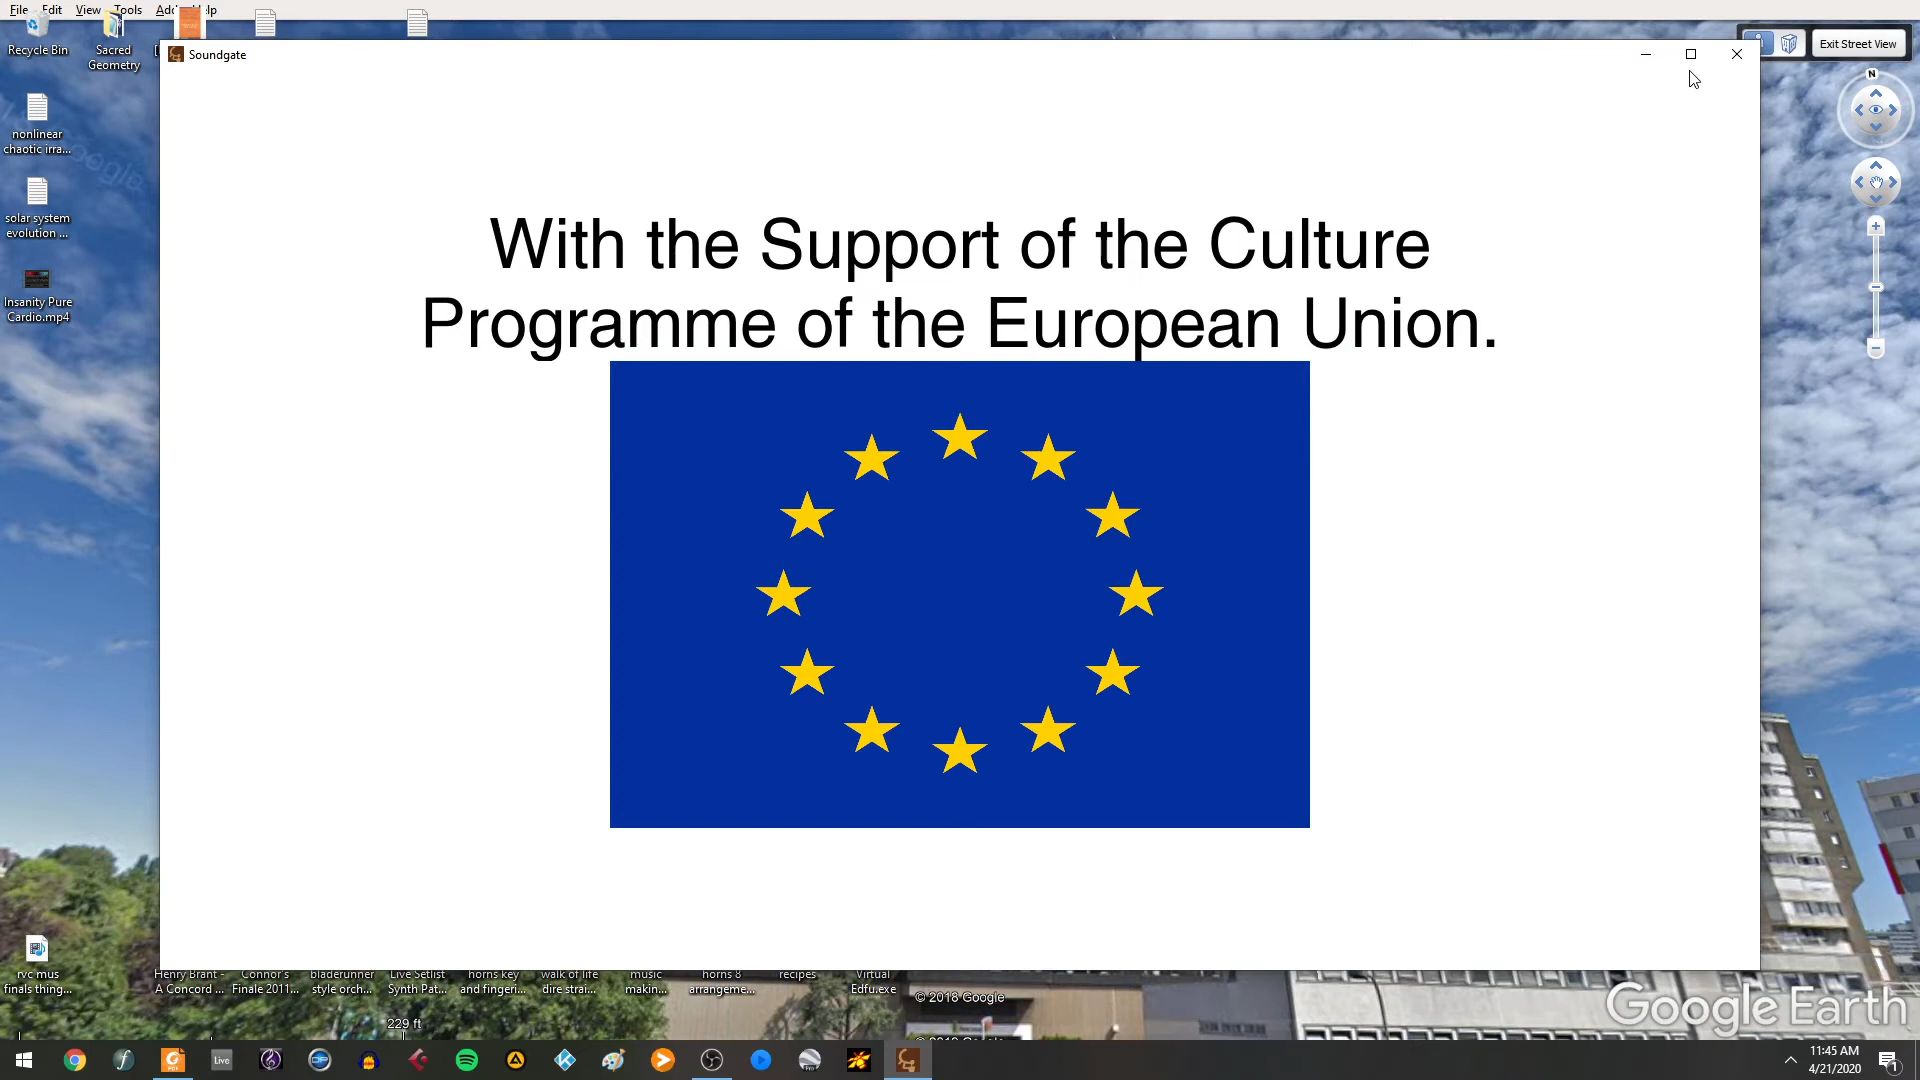 File Edit View Tools
Recycle Bin
Sacred
Geometry
Soundgate
Exit Street View
N
nonlinear
chaotic irra...
Google
solar system
evolution ...
Insanity Pure
Cardio.mp4
With the Support of the Culture
Programme of the European Union.
rvc mus
finals thing...
Henry Brant -
A Concord ...
Connor's
Finale 2011...
bladerunner
style orch...
Live Setlist
Synth Pat...
horns key
and fingeri...
walk of life
dire strai...
music
makin...
horns 8
arrangeme...
recipes
Virtual
Edfu.exe
© 2018 Google
229 ft
Google Earth
Live
11:45 AM
4/21/2020
1